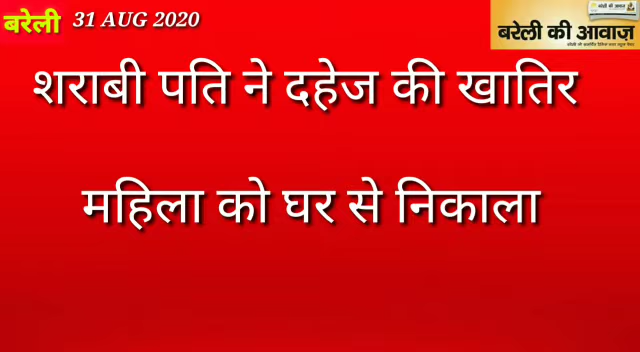 बरेली 31 AUG 2020
बरेली की आवाज़
शराबी पति ने दहेज की खातिर
महिला को घर से निकाला